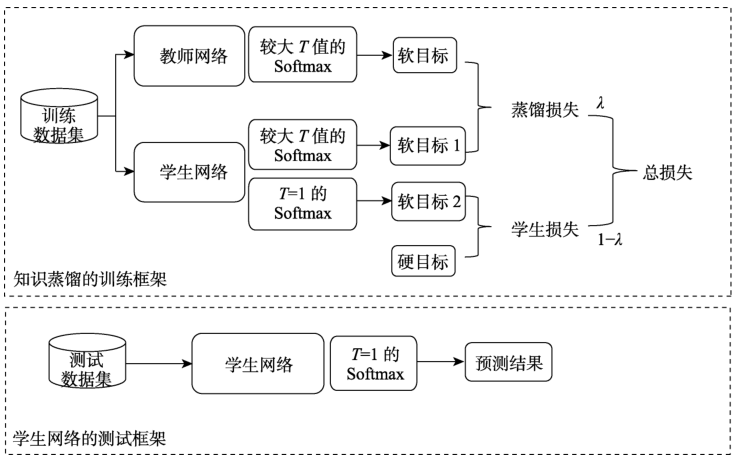 教师网络
较大 T 值的
Softmax
软目标
训练
数据集
蒸馏损失
λ
学生网络
较大 T 值的
Softmax
软目标 1
总损失
T=1 的
Softmax
软目标 2
学生损失
1−λ
硬目标
知识蒸馏的训练框架
测试
数据集
学生网络
T=1 的
Softmax
预测结果
学生网络的测试框架